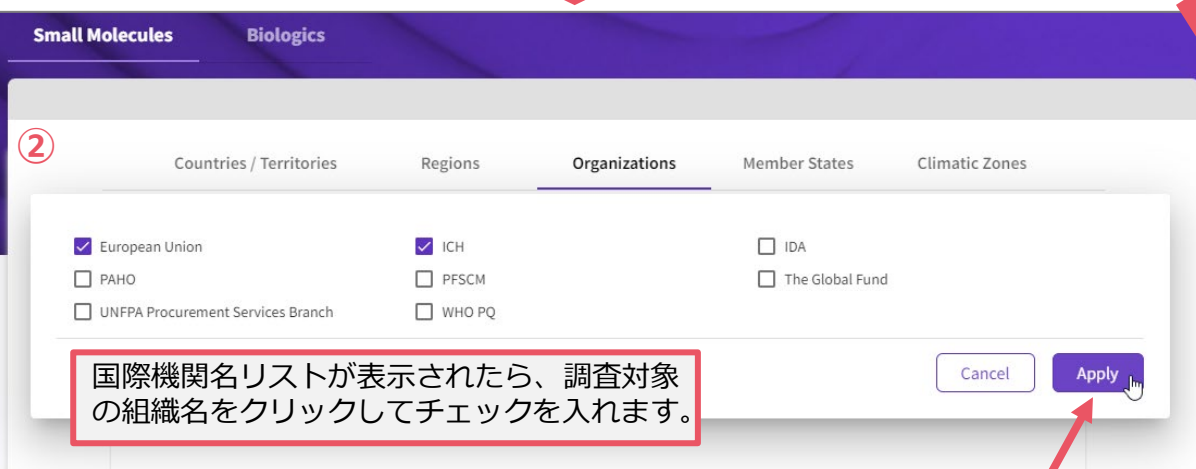 Small Molecules Biologics
②
Countries / Territories Regions Organizations Member States Climatic Zones
European Union ICH IDA
PAHO PFSCM The Global Fund
UNFPA Procurement Services Branch WHO PQ
国際機関名リストが表示されたら、調査対象
の組織名をクリックしてチェックを入れます。
Cancel Apply